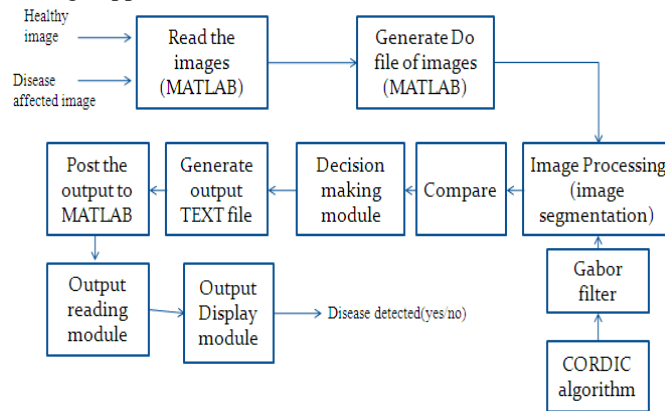 Healthy
image
Disease
affected image
Read the
images
(MATLAB)
Generate Do
file of images
(MATLAB)
Post the
output to
MATLAB
Generate
output
TEXT file
Decision
making
module
Compare
Image Processing
(image
segmentation)
Output
reading
module
Output
Display
module
Disease detected(yes/no)
Gabor
filter
CORDIC
algorithm